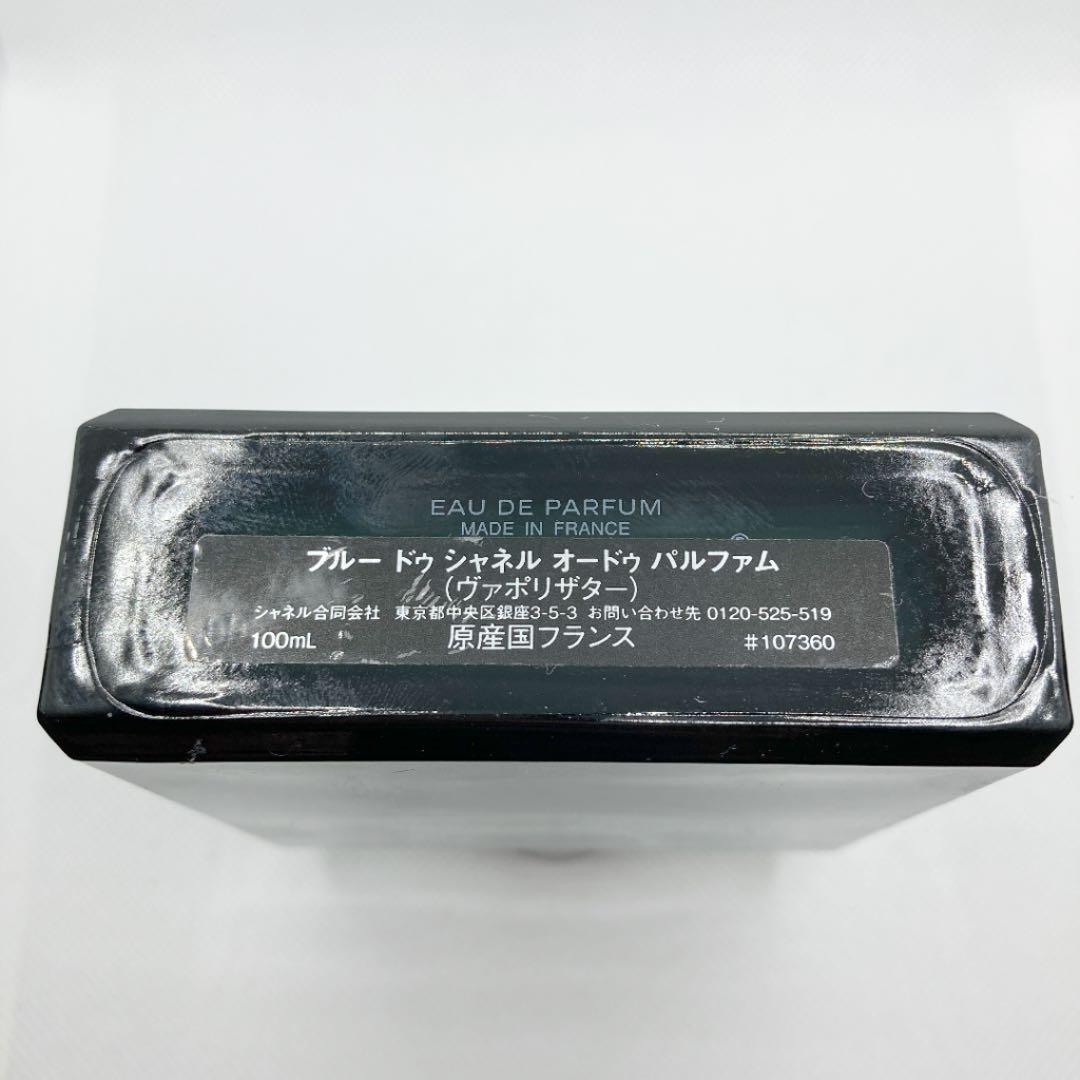 EAU DE PARFUM
MADE IN FRANCE
ブルー ドゥ シャネル オードゥ パルファム
(ヴァポリザター)
シャネル合同会社 東京都中央区銀座3-5-3 お問い合わせ先 0120-525-519
100mL 原産国フランス #107360